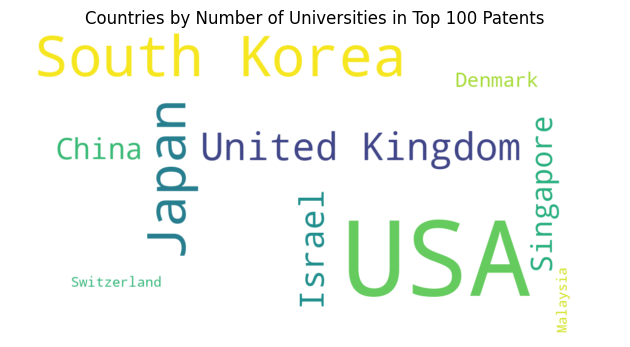 Countries by Number of Universities in Top 100 Patents
South Korea
Denmark
China
Japan
United Kingdom
Singapore
Israel
USA
Switzerland
Malaysia